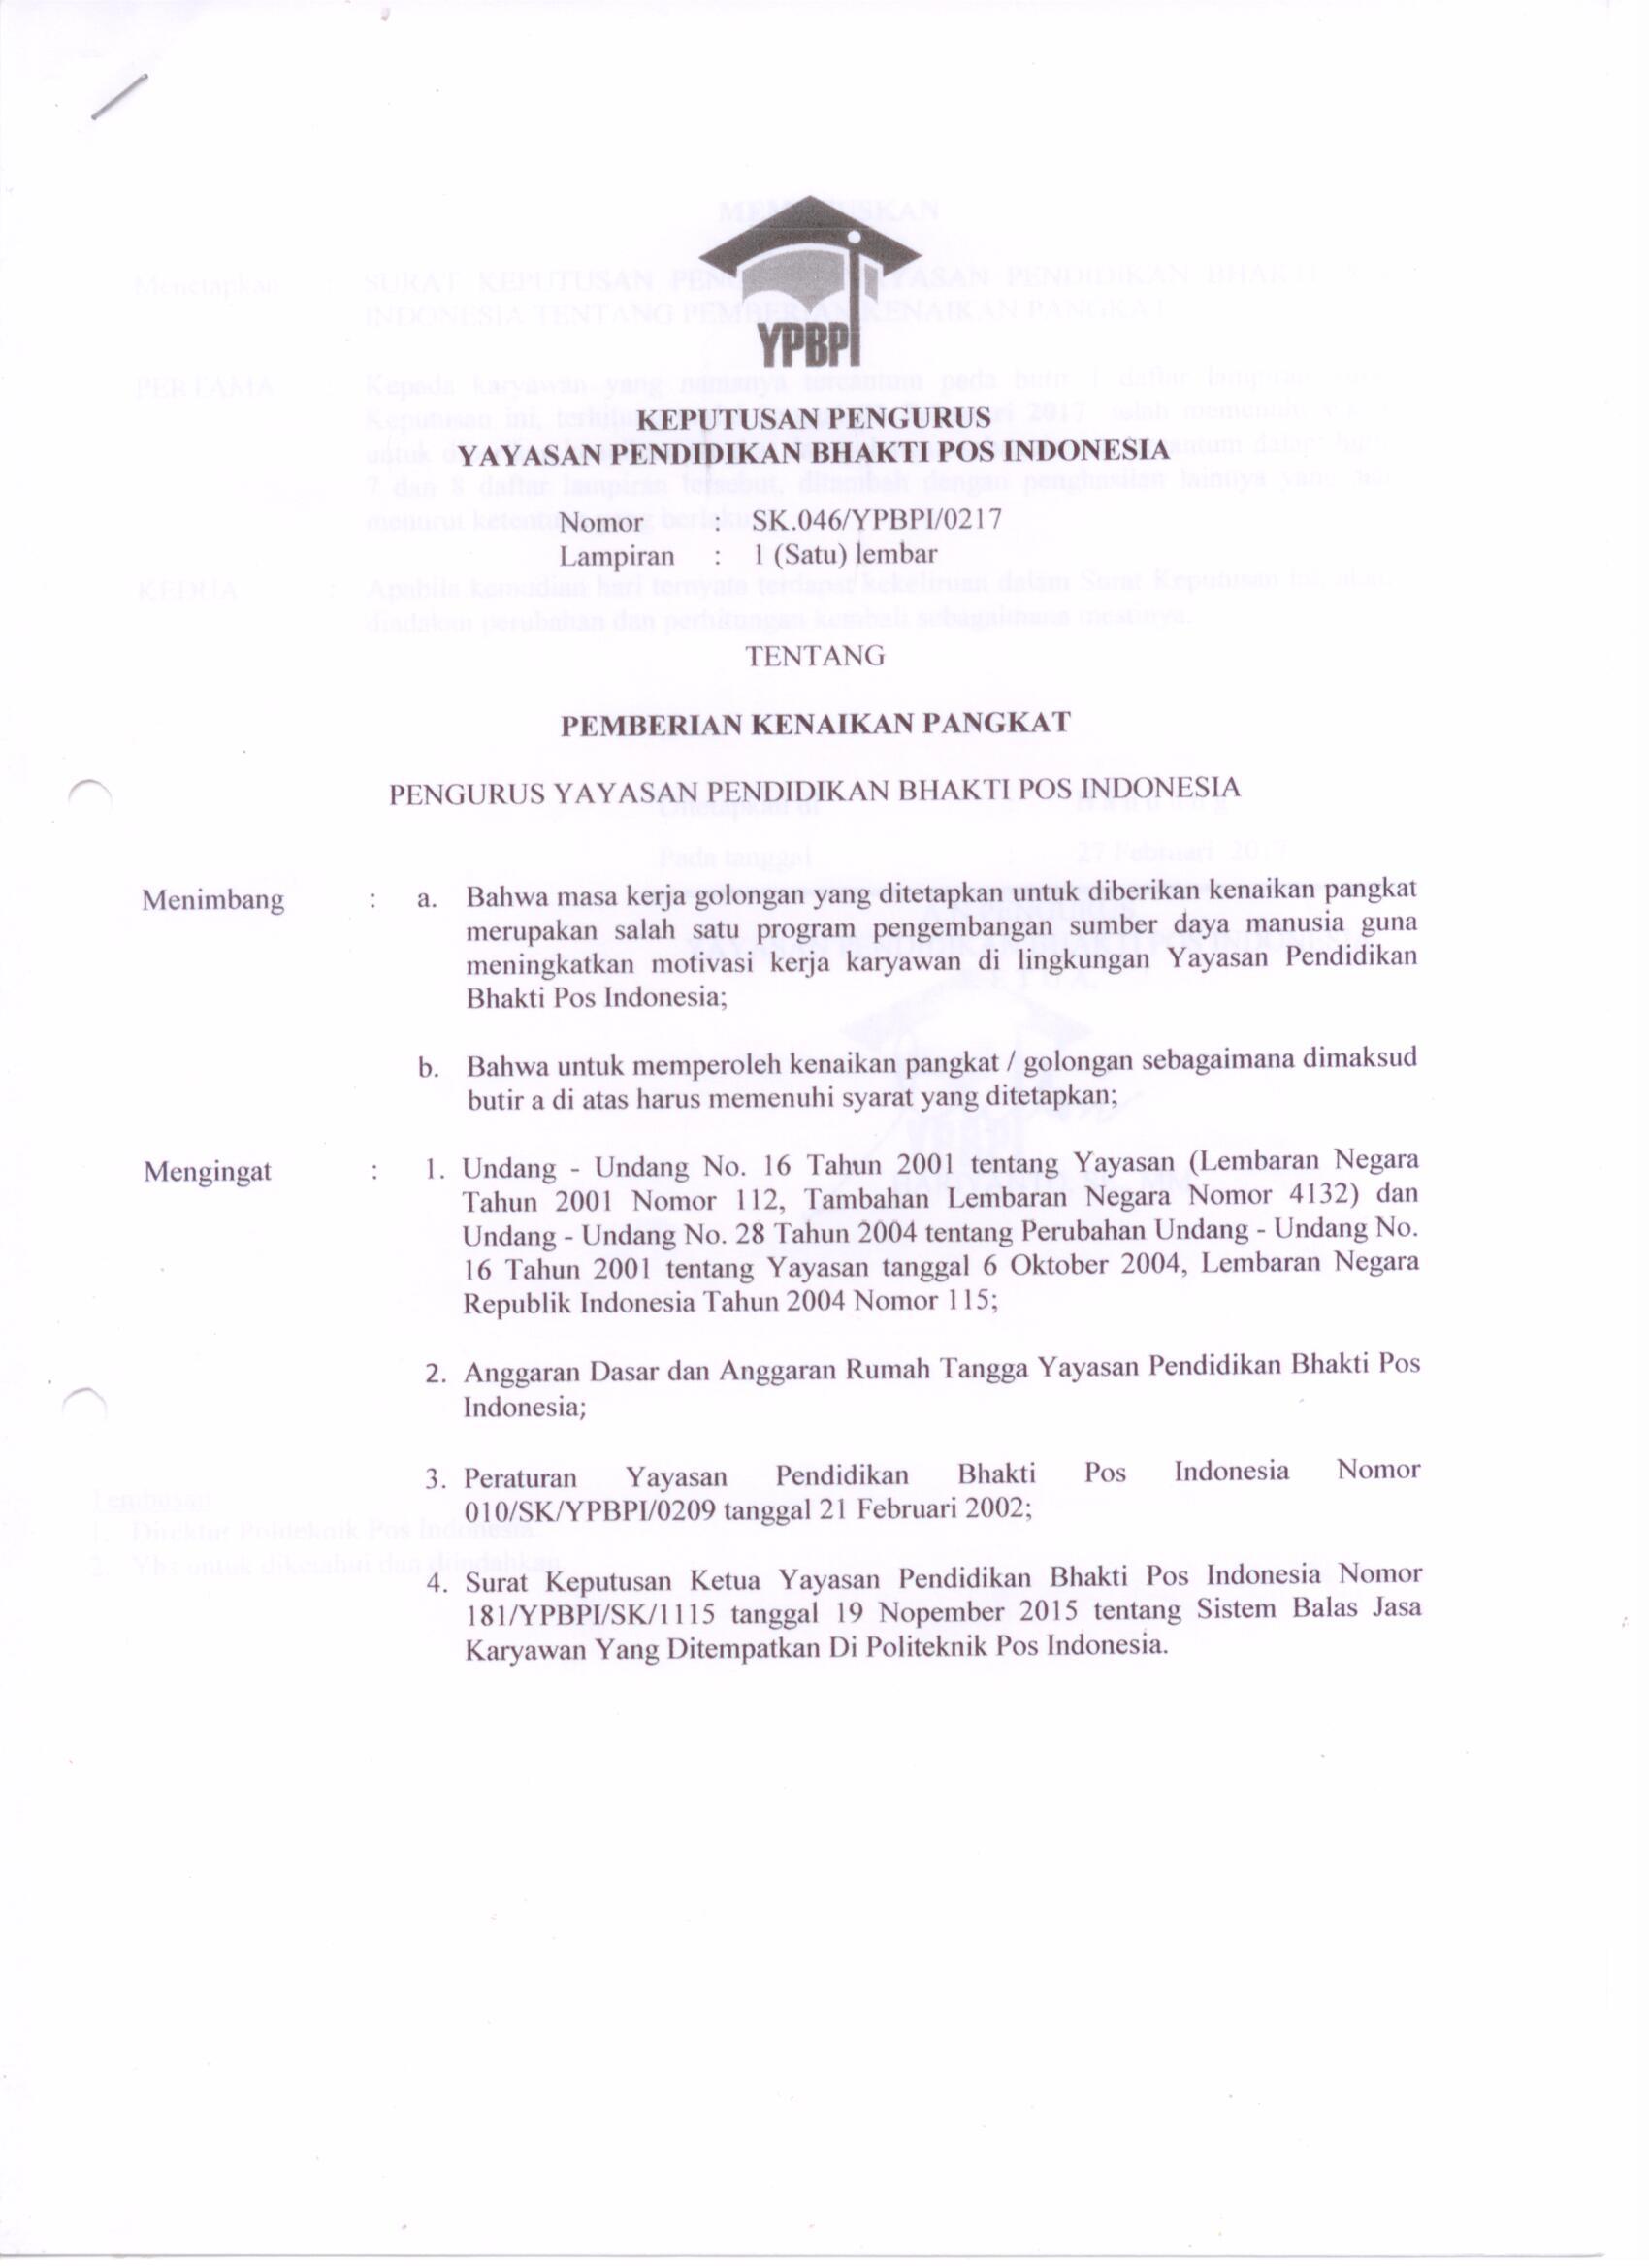 YPBPI
KEPUTUSAN PENGURUS
YAYASAN PENDIDIKAN BHAKTI POS INDONESIA
Nomor : SK.046/YPBPI/0217
Lampiran : 1 (Satu) lembar
TENTANG
PEMBERIAN KENAIKAN PANGKAT
PENGURUS YAYASAN PENDIDIKAN BHAKTI POS INDONESIA
Menimbang : a. Bahwa masa kerja golongan yang ditetapkan untuk diberikan kenaikan pangkat
merupakan salah satu program pengembangan sumber daya manusia guna
meningkatkan motivasi kerja karyawan di lingkungan Yayasan Pendidikan
Bhakti Pos Indonesia;
b. Bahwa untuk memperoleh kenaikan pangkat / golongan sebagaimana dimaksud
butir a di atas harus memenuhi syarat yang ditetapkan;
Mengingat : 1. Undang - Undang No. 16 Tahun 2001 tentang Yayasan (Lembaran Negara
Tahun 2001 Nomor 112, Tambahan Lembaran Negara Nomor 4132) dan
Undang - Undang No. 28 Tahun 2004 tentang Perubahan Undang - Undang No.
16 Tahun 2001 tentang Yayasan tanggal 6 Oktober 2004, Lembaran Negara
Republik Indonesia Tahun 2004 Nomor 115;
2. Anggaran Dasar dan Anggaran Rumah Tangga Yayasan Pendidikan Bhakti Pos
Indonesia;
3. Peraturan Yayasan Pendidikan Bhakti Pos Indonesia Nomor
010/SK/YPBPI/0209 tanggal 21 Februari 2002;
4. Surat Keputusan Ketua Yayasan Pendidikan Bhakti Pos Indonesia Nomor
181/YPBPI/SK/1115 tanggal 19 Nopember 2015 tentang Sistem Balas Jasa
Karyawan Yang Ditempatkan Di Politeknik Pos Indonesia.